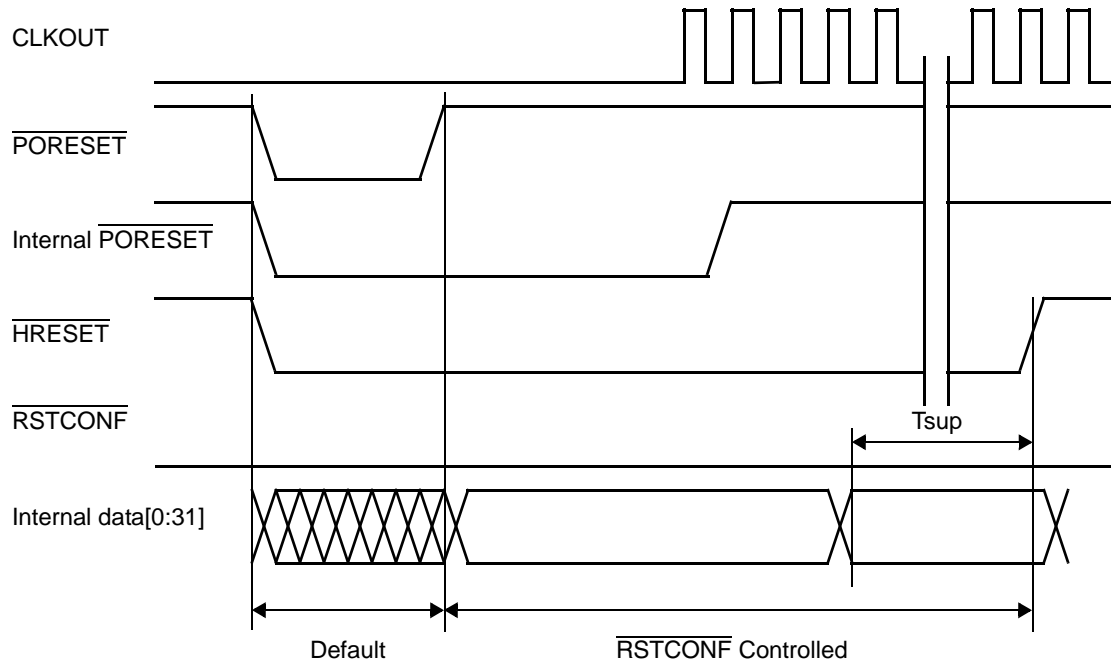 CLKOUT
PORESET
Internal PORESET
HRESET
RSTCONF
Tsup
Internal data[0:31]
Default
RSTCONF Controlled